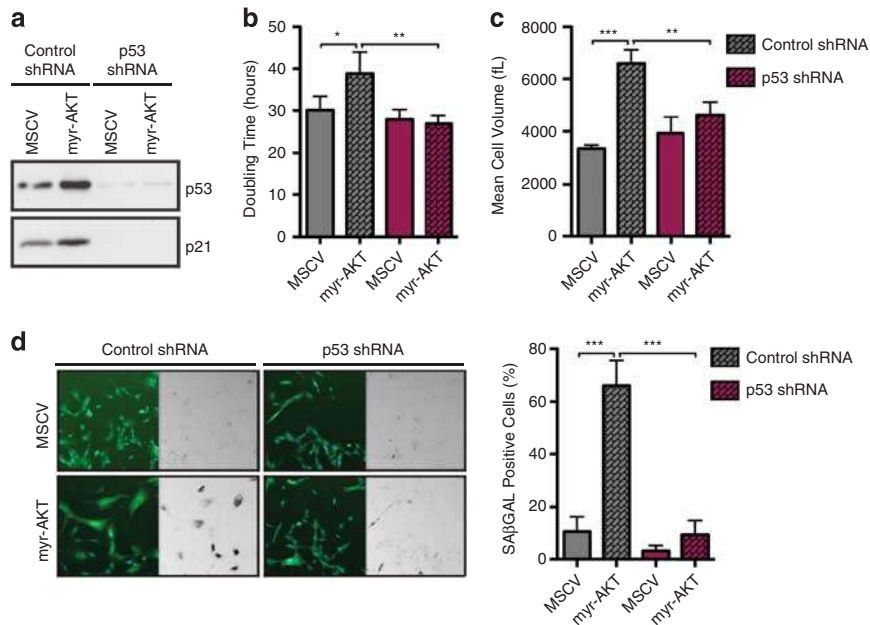 a
Control shRNA
p53 shRNA
MSCV
myr-AKT
MSCV
myr-AKT
p53
p21
b
Doubling Time (hours)
50
40
30
20
10
0
*
**
MSCV
myr-AKT
MSCV
myr-AKT
c
Mean Cell Volume (fL)
8000
6000
4000
2000
0
***
**
MSCV
myr-AKT
MSCV
myr-AKT
Control shRNA
p53 shRNA
d
Control shRNA
p53 shRNA
MSCV
myr-AKT
SAβGAL Positive Cells (%)
80
60
40
20
0
***
***
MSCV
myr-AKT
MSCV
myr-AKT
Control shRNA
p53 shRNA